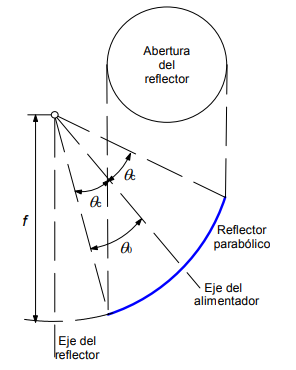 Abertura
del
reflector
f
θc
θc
θ0
Reflector
parabólico
Eje del
alimentador
Eje del
reflector